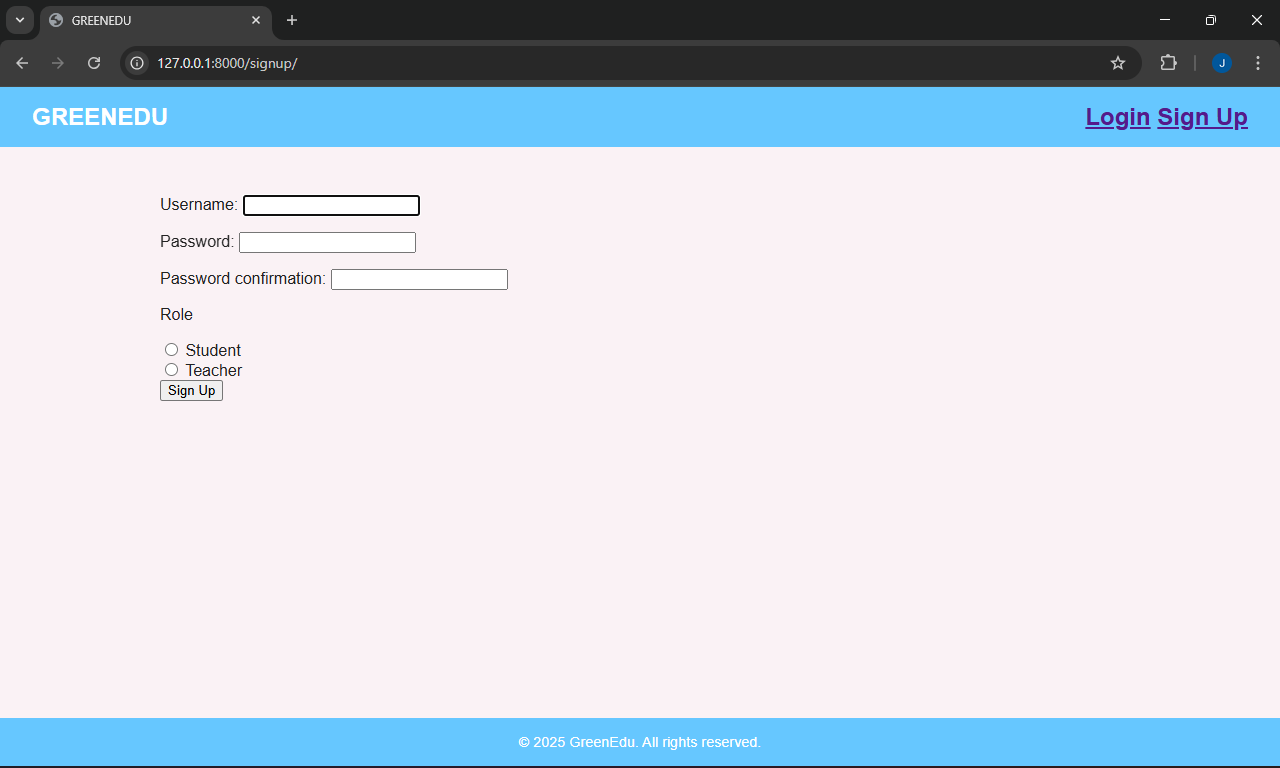 GREENEDU
127.0.0.1:8000/signup/
J
GREENEDU
Login Sign Up
Username:
Password:
Password confirmation:
Role
Student
Teacher
Sign Up
© 2025 GreenEdu. All rights reserved.